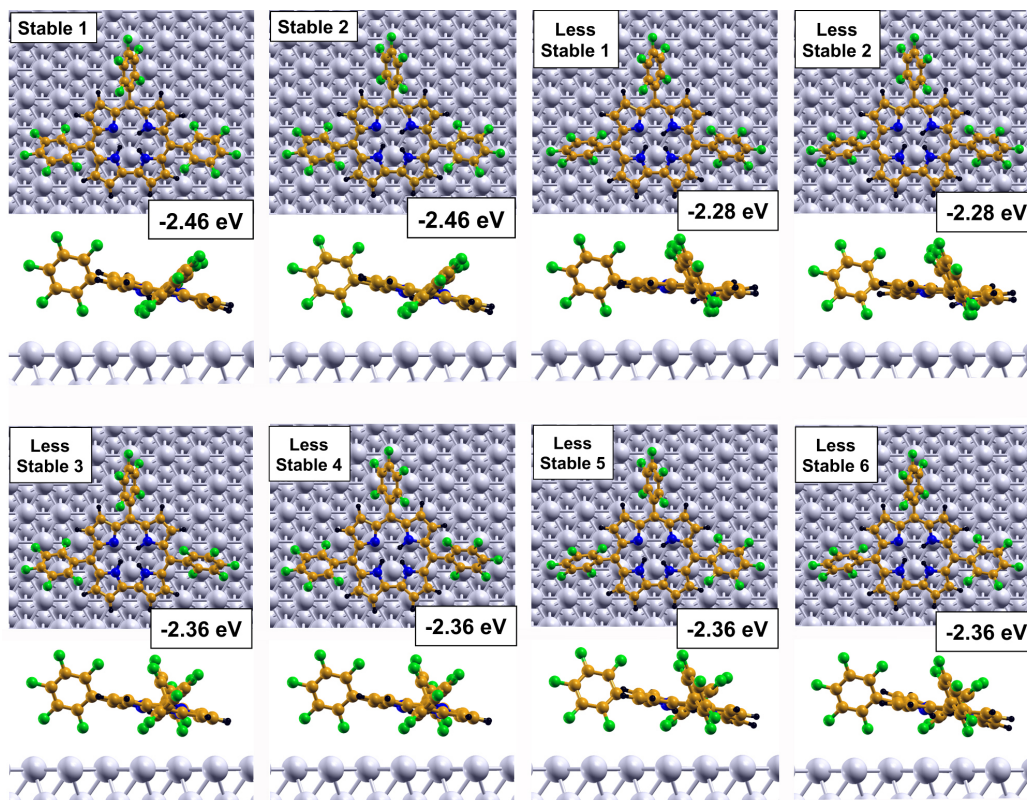 Stable 1
Stable 2
Less
Stable 1
Less
Stable 2
-2.46 eV
-2.46 eV
-2.28 eV
-2.28 eV
Less
Stable 3
Less
Stable 4
Less
Stable 5
Less
Stable 6
-2.36 eV
-2.36 eV
-2.36 eV
-2.36 eV